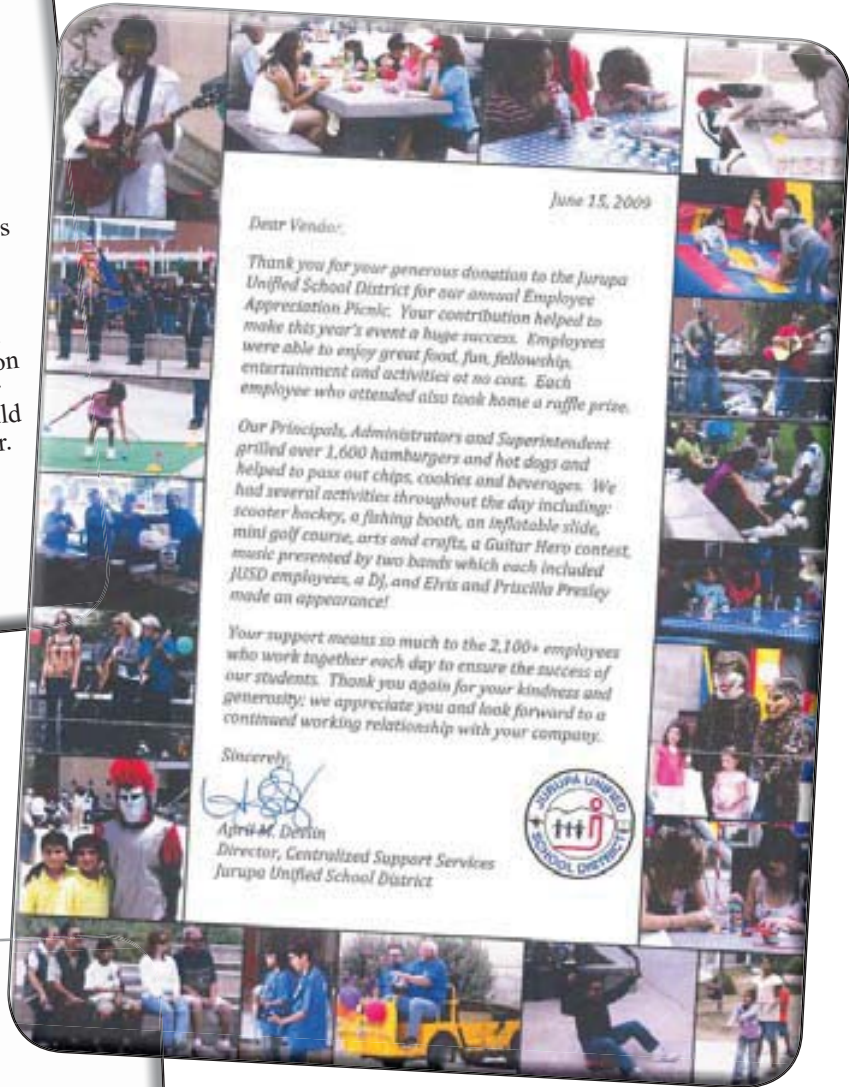 s
on
ld
r.
June 15, 2009
Dear Vendor,
Thank you for your generous donation to the Jurupa
Unified School District for our annual Employee
Appreciation Picnic. Your contribution helped to
make this year's event a huge success. Employees
were able to enjoy great food, fun, fellowship,
entertainment and activities at no cost. Each
employee who attended also took home a raffle prize.
Our Principals, Administrators and Superintendent
grilled over 1,600 hamburgers and hot dogs and
helped to pass out chips, cookies and beverages. We
had several activities throughout the day including:
scooter hockey, a fishing booth, an inflatable slide,
mini golf course, arts and crafts, a Guitar Hero contest,
music presented by two bands which each included
JUSD employees, a DJ, and Elvis and Priscilla Presley
made an appearance!
Your support means so much to the 2,100+ employees
who work together each day to ensure the success of
our students. Thank you again for your kindness and
generosity; we appreciate you and look forward to a
continued working relationship with your company.
Sincerely,
April M.
Director, Centralized Support Services
Jurupa Unified School District
JURUPA UNIFIED
SCHOOL DISTRICT